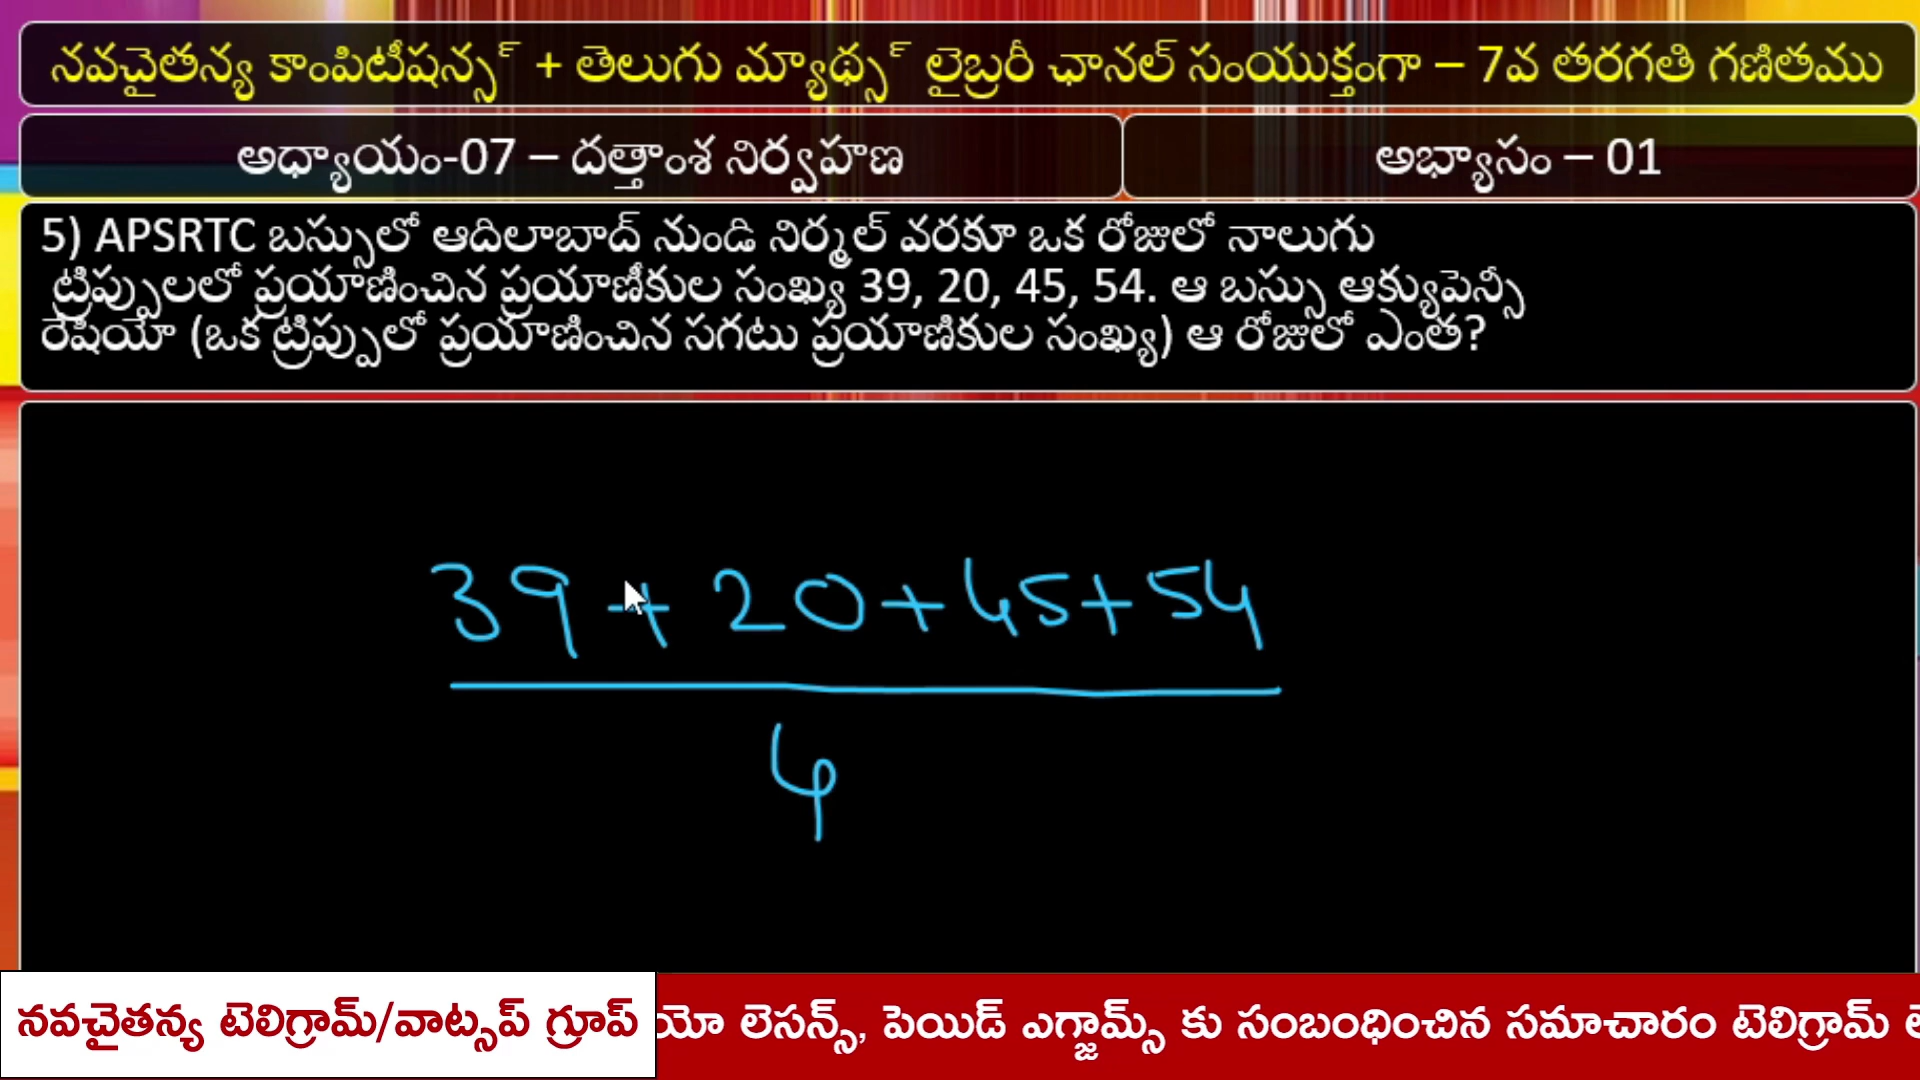 నవచైతన్య కాంపిటీషన్స్ + తెలుగు మ్యాథ్స్ లైబ్రరీ ఛానల్ సంయుక్తంగా – 7వ తరగతి గణితము
అధ్యాయం-07 – దత్తాంశ నిర్వహణ
అభ్యాసం – 01
5) APSRTC బస్సులో ఆదిలాబాద్ నుండి నిర్మల్ వరకూ ఒక రోజులో నాలుగు
ట్రిప్పులలో ప్రయాణించిన ప్రయాణీకుల సంఖ్య 39, 20, 45, 54. ఆ బస్సు ఆక్యుపెన్సీ
రేషియో (ఒక ట్రిప్పులో ప్రయాణించిన సగటు ప్రయాణికుల సంఖ్య) ఆ రోజులో ఎంత?
39 + 20 + 45 + 54
4
నవచైతన్య టెలిగ్రామ్/వాట్సప్ గ్రూప్
లెసన్స్, పెయిడ్ ఎగ్జామ్స్ కు సంబంధించిన సమాచారం టెలిగ్రామ్